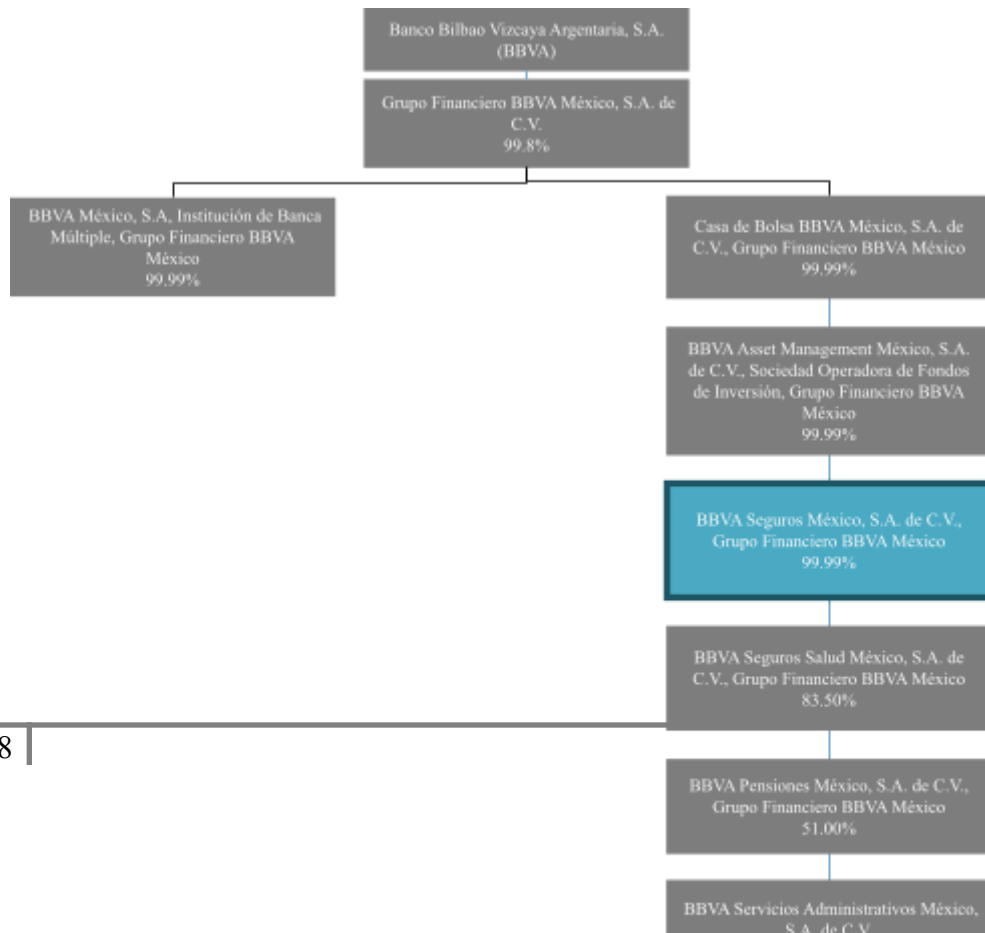 Banco Bilbao Vizcaya Argentaria, S.A.
(BBVA)
Grupo Financiero BBVA México, S.A. de
C.V.
99.8%
BBVA México, S.A, Institución de Banca
Múltiple, Grupo Financiero BBVA
México
99.99%
Casa de Bolsa BBVA México, S.A. de
C.V., Grupo Financiero BBVA México
99.99%
BBVA Asset Management México, S.A.
de C.V., Sociedad Operadora de Fondos
de Inversión, Grupo Financiero BBVA
México
99.99%
BBVA Seguros México, S.A. de C.V.,
Grupo Financiero BBVA México
99.99%
BBVA Seguros Salud México, S.A. de
C.V., Grupo Financiero BBVA México
83.50%
8
BBVA Pensiones México, S.A. de C.V.,
Grupo Financiero BBVA México
51.00%
BBVA Servicios Administrativos México,
S.A. de C.V.